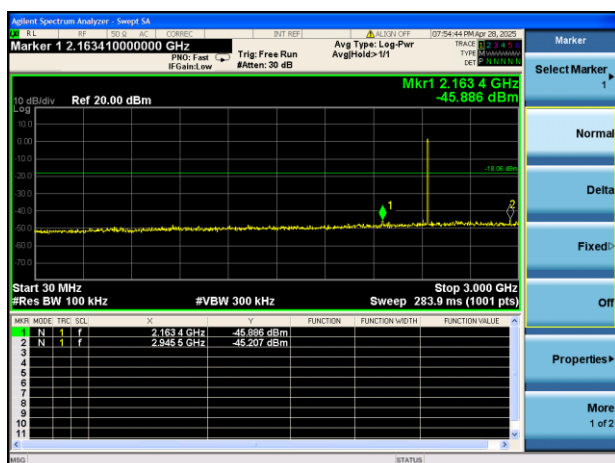 Agilent Spectrum Analyzer - Swept SA
RL RF 50 Ω AC CORREC INT REF ALIGN OFF 07:54:44 PM Apr 28, 2025
Marker 1 2.163410000000 GHz
PNO: Fast
IFGain:Low
Trig: Free Run
#Atten: 30 dB
Avg Type: Log-Pwr
Avg|Hold:>1/1
TRACE 1 2 3 4 5 6
TYPE M WWWWW
DET P N N N N N
Mkr1 2.163 4 GHz
-45.886 dBm
10 dB/div Ref 20.00 dBm
Log
10.0
0.00
-10.0
-20.0
-30.0
-40.0
-50.0
-60.0
-70.0
-18.06 dBm
1
2
Start 30 MHz Stop 3.000 GHz
#Res BW 100 kHz #VBW 300 kHz Sweep 283.9 ms (1001 pts)
MKR MODE TRC SCL X Y FUNCTION FUNCTION WIDTH FUNCTION VALUE
1 N 1 f 2.163 4 GHz -45.886 dBm
2 N 1 f 2.945 5 GHz -45.207 dBm
3
4
5
6
7
8
9
10
11
MSG STATUS
Marker
Select Marker
1
Normal
Delta
Fixed
Off
Properties
More
1 of 2